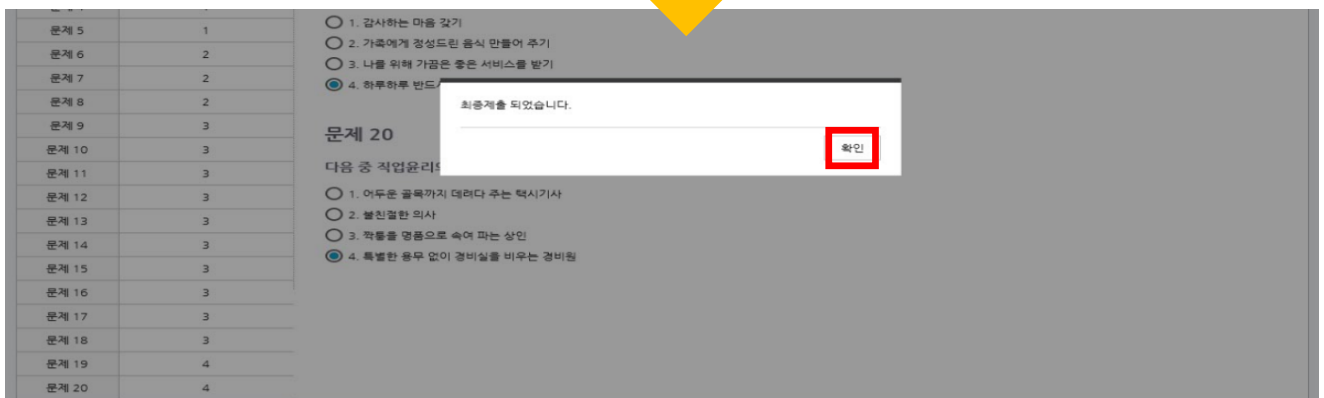 문제 5 1
문제 6 2
문제 7 2
문제 8 2
문제 9 3
문제 10 3
문제 11 3
문제 12 3
문제 13 3
문제 14 3
문제 15 3
문제 16 3
문제 17 3
문제 18 3
문제 19 4
문제 20 4
1. 감사하는 마음 갖기
2. 가족에게 정성드린 음식 만들어 주기
3. 나를 위해 가끔은 좋은 서비스를 받기
4. 하루하루 반드시
최종제출 되었습니다.
확인
문제 20
다음 중 직업윤리
1. 어두운 골목까지 데려다 주는 택시기사
2. 불친절한 의사
3. 짝퉁을 명품으로 속여 파는 상인
4. 특별한 용무 없이 경비실을 비우는 경비원